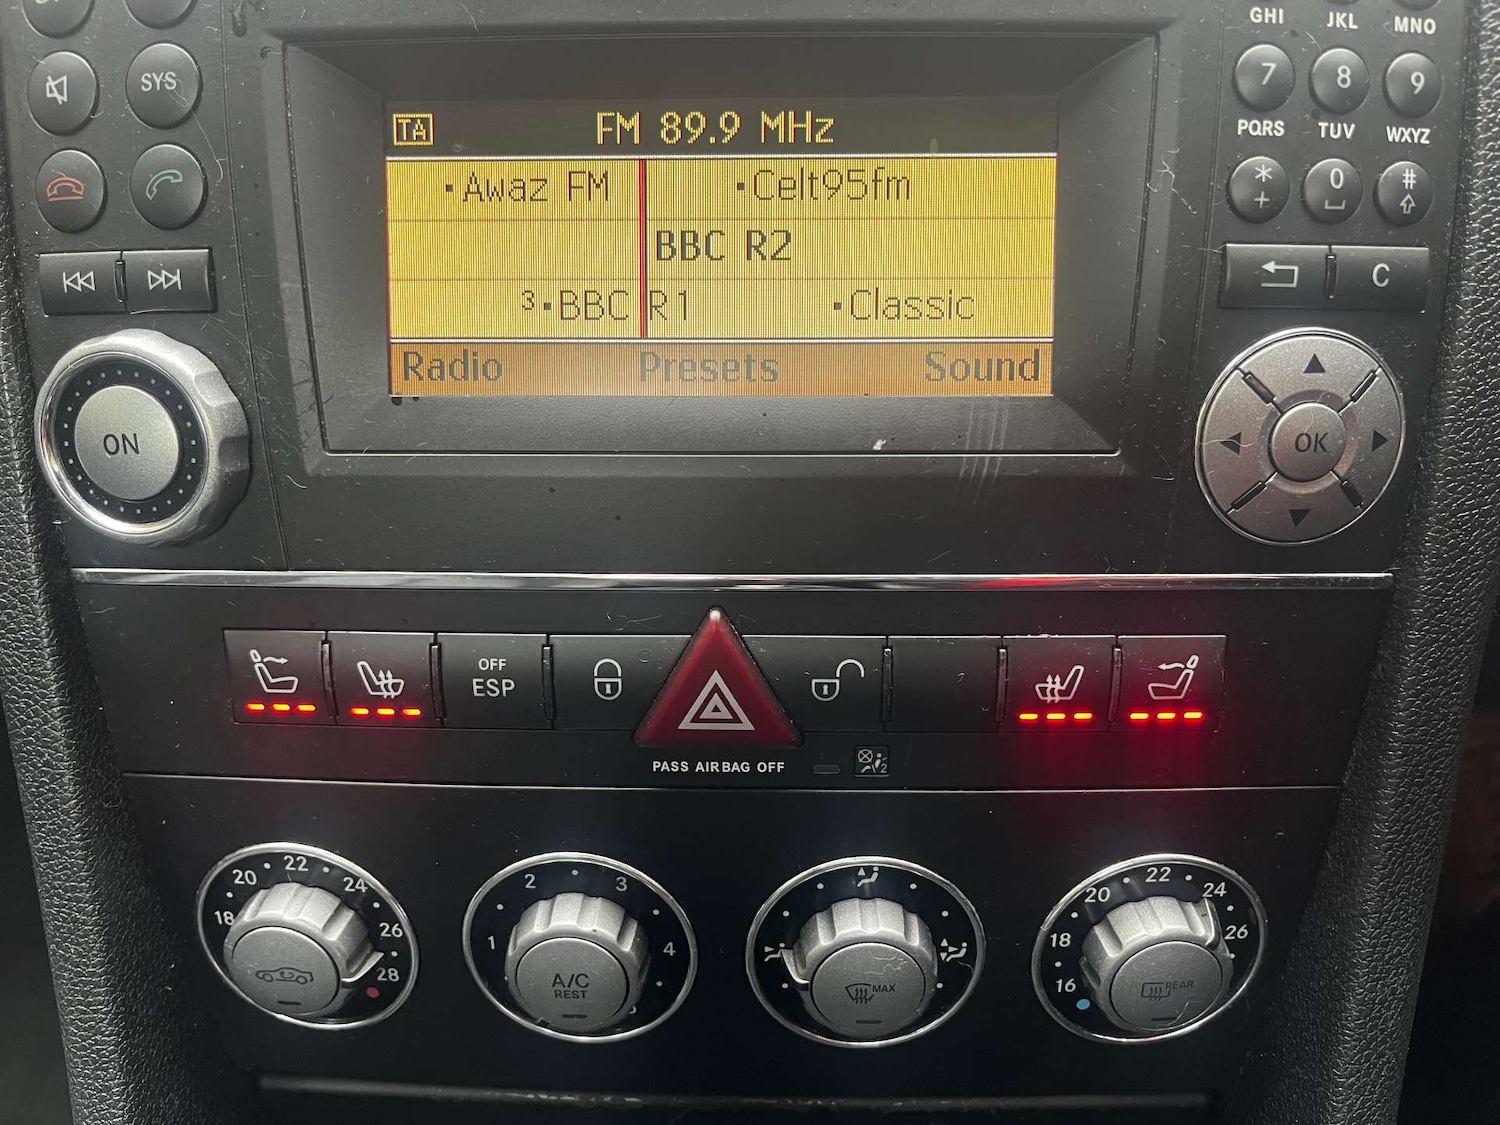 GHI JKL MNO
SYS
7 8 9
PQRS TUV WXYZ
* 0 #
+
TA FM 89.9 MHz
Awaz FM Celt95fm
BBC R2
3 BBC R1 Classic
Radio Presets Sound
C
ON
OK
OFF
ESP
PASS AIRBAG OFF
2
18 20 22 24 26 28
1 2 3 4
A/C
REST
MAX
16 18 20 22 24 26
REAR